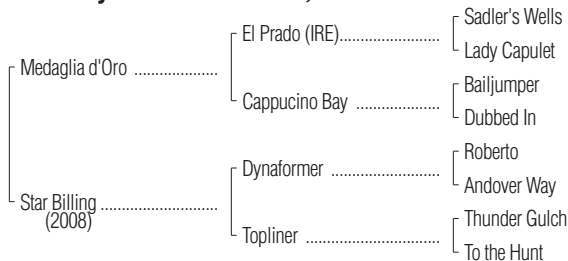 Sadler's Wells
El Prado (IRE)....................
Lady Capulet
Medaglia d'Oro .................
Bailjumper
Cappucino Bay .................
Dubbed In
Roberto
Dynaformer ......................
Andover Way
Star Billing ........................
(2008)
Thunder Gulch
Topliner ...........................
To the Hunt